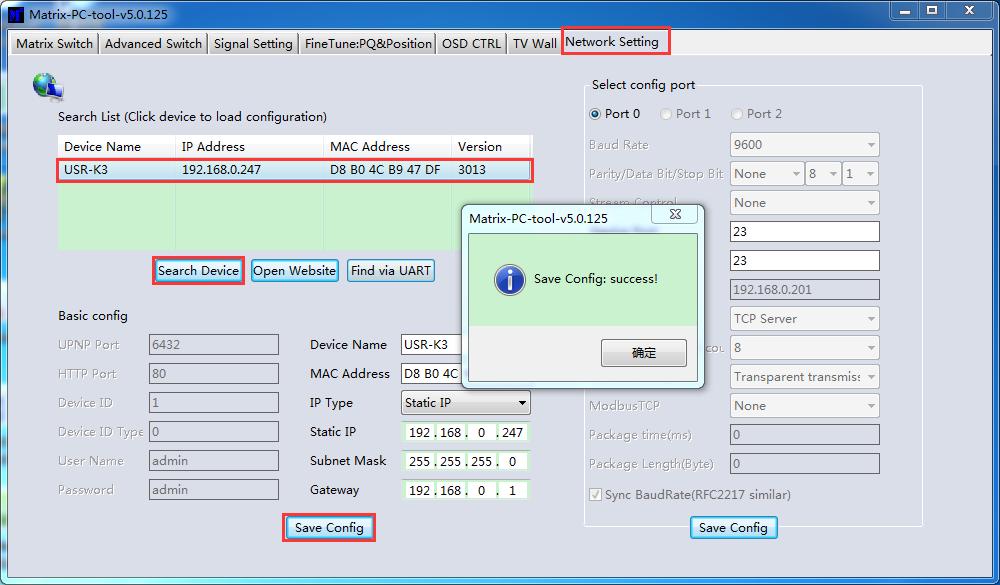 Matrix-PC-tool-v5.0.125
Matrix Switch Advanced Switch Signal Setting FineTune:PQ&Position OSD CTRL TV Wall Network Setting
Search List (Click device to load configuration)
Device Name IP Address MAC Address Version
USR-K3 192.168.0.247 D8 B0 4C B9 47 DF 3013
Search Device Open Website Find via UART
Basic config
UPNP Port 6432
HTTP Port 80
Device ID 1
Device ID Type 0
User Name admin
Password admin
Device Name USR-K3
MAC Address D8 B0 4C
IP Type Static IP
Static IP 192 . 168 . 0 . 247
Subnet Mask 255 . 255 . 255 . 0
Gateway 192 . 168 . 0 . 1
Save Config
Matrix-PC-tool-v5.0.125
Save Config: success!
确定
Select config port
Port 0 Port 1 Port 2
Baud Rate 9600
Parity/Data Bit/Stop Bit None 8 1
Stream Control None
23
23
192.168.0.201
TCP Server
8
Transparent transmiss
ModbusTCP None
Package time(ms) 0
Package Length(Byte) 0
Sync BaudRate(RFC2217 similar)
Save Config